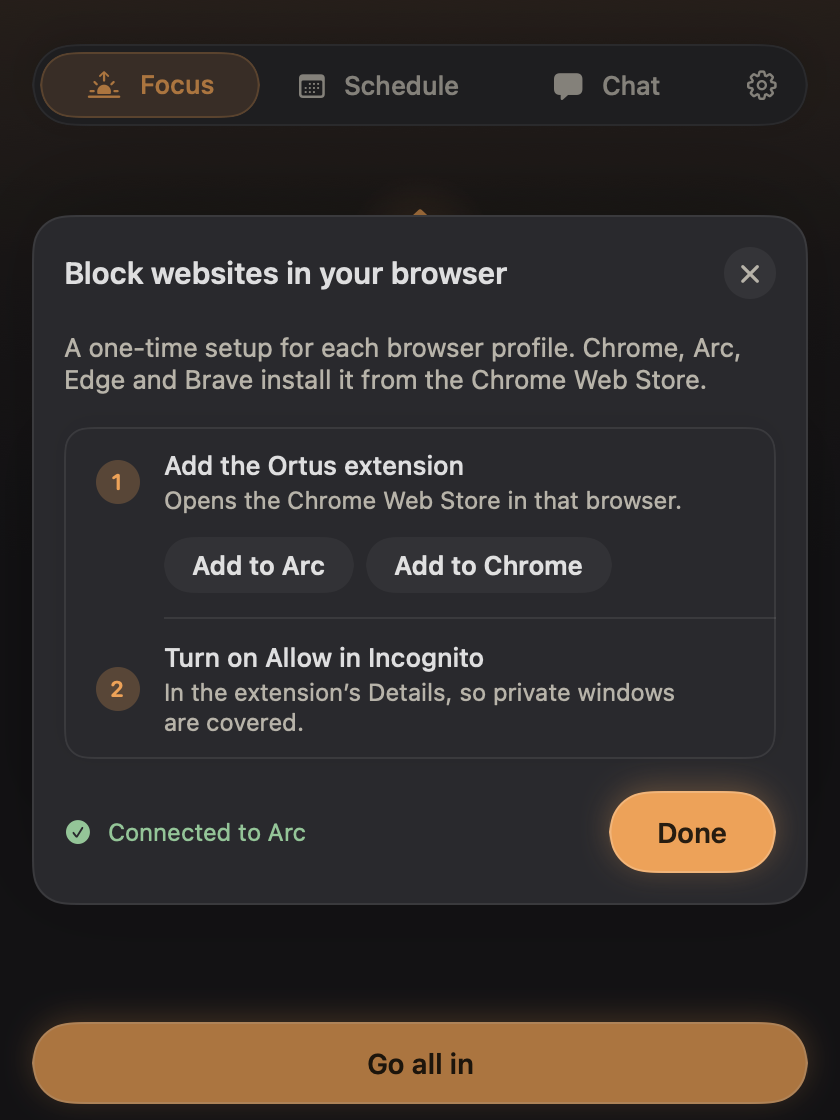 Focus
Schedule
Chat
Block websites in your browser
A one-time setup for each browser profile. Chrome, Arc,
Edge and Brave install it from the Chrome Web Store.
1
Add the Ortus extension
Opens the Chrome Web Store in that browser.
Add to Arc
Add to Chrome
2
Turn on Allow in Incognito
In the extension’s Details, so private windows
are covered.
Connected to Arc
Done
Go all in